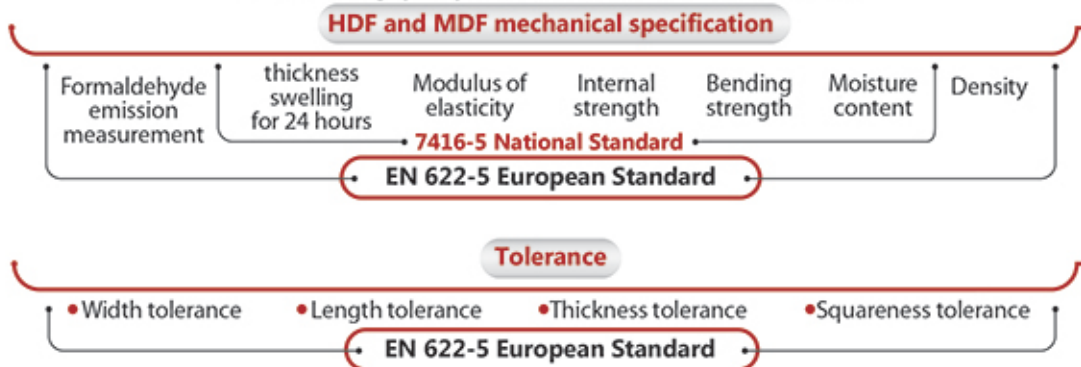 HDF and MDF mechanical specification
Formaldehyde
emission
measurement
thickness
swelling
for 24 hours
Modulus of
elasticity
Internal
strength
Bending
strength
Moisture
content
Density
7416-5 National Standard
EN 622-5 European Standard
Tolerance
•Width tolerance
•Length tolerance
•Thickness tolerance
•Squareness tolerance
EN 622-5 European Standard